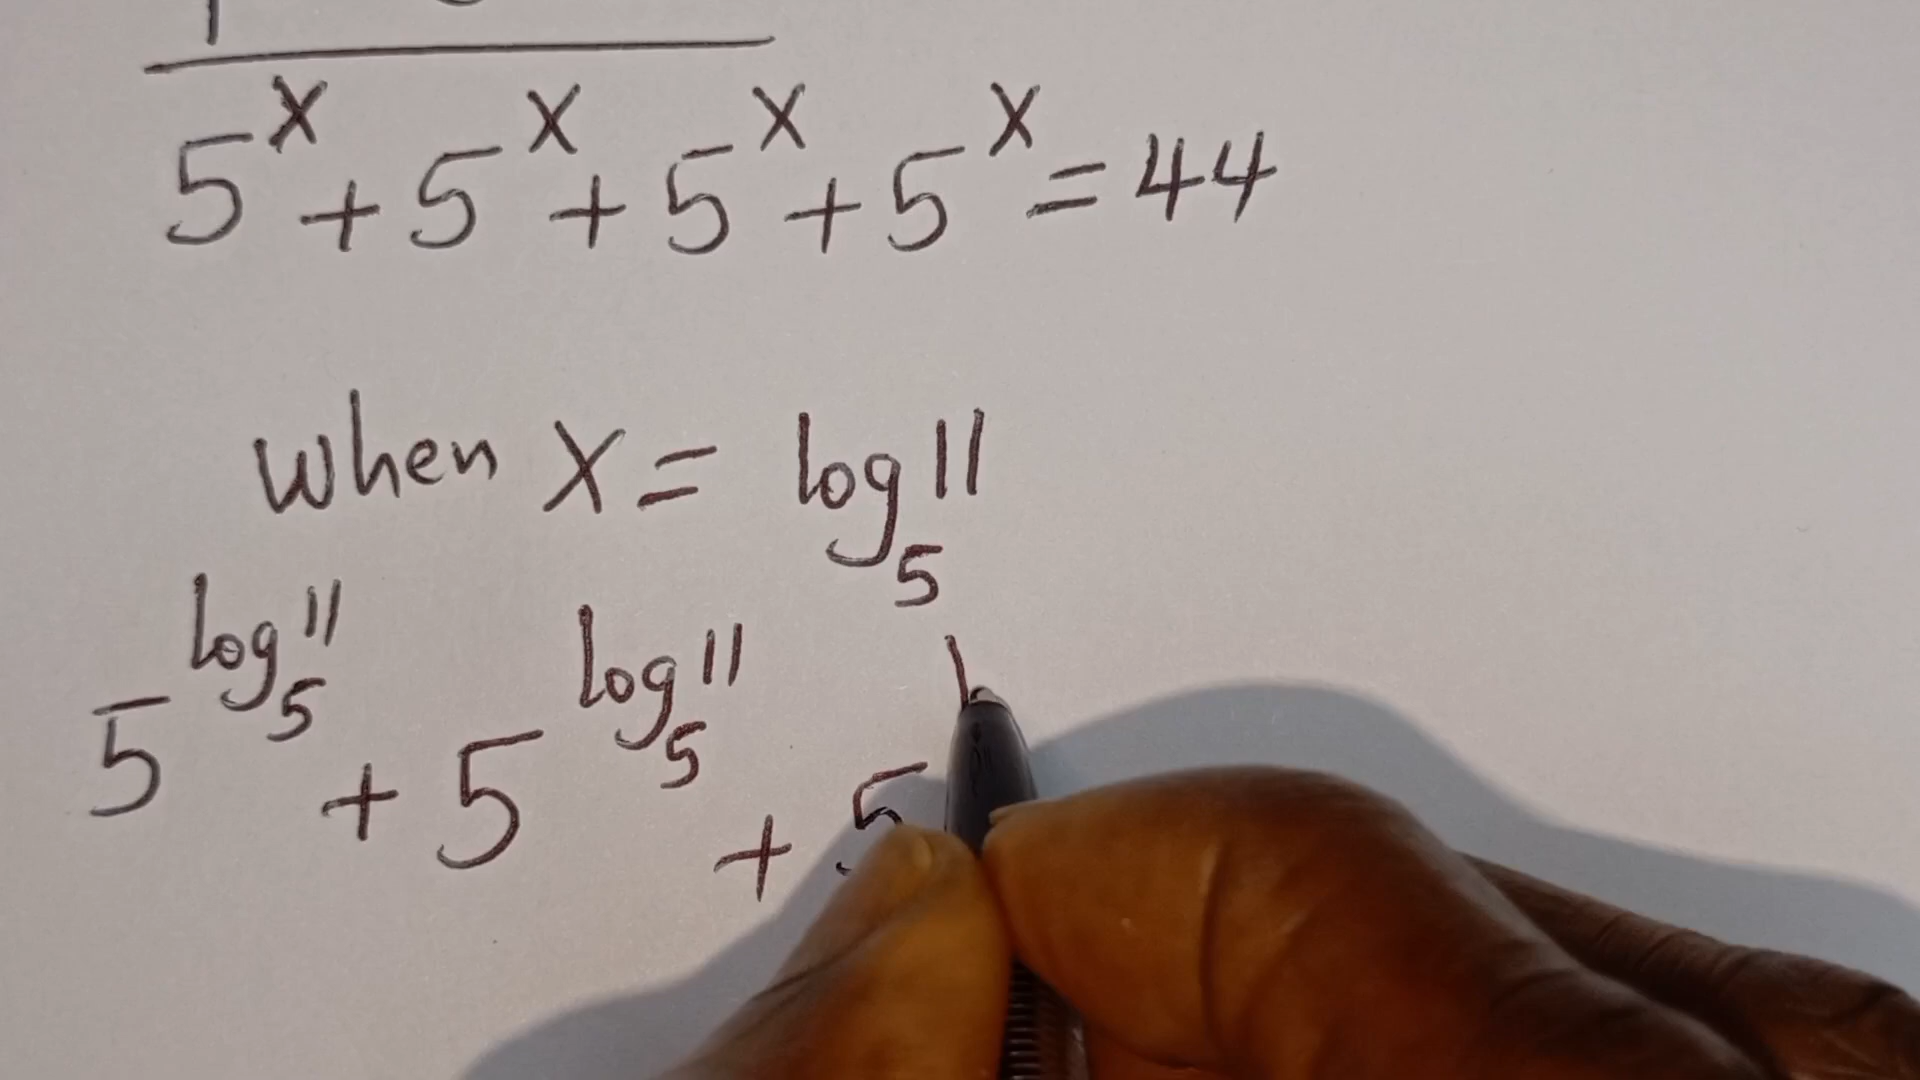 5^x + 5^x + 5^x + 5^x = 44
When x = log_5 11
5^{log_5 11} + 5^{log_5 11} + 5